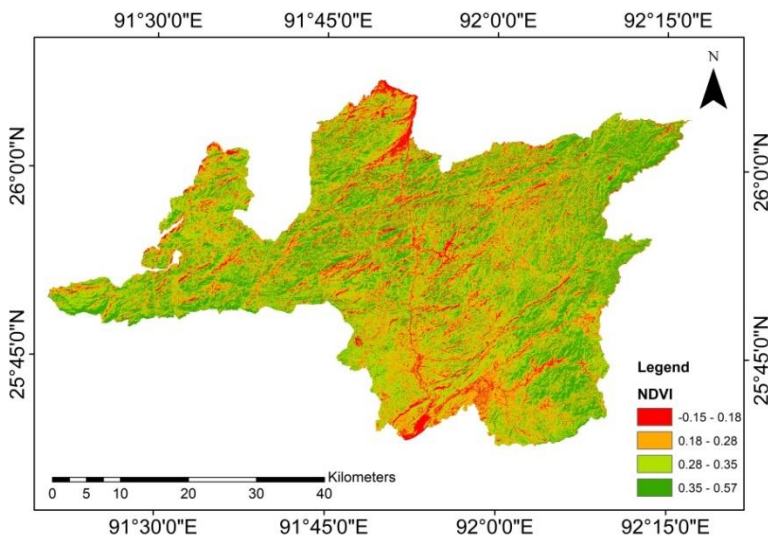 91°30'0"E 91°45'0"E 92°0'0"E 92°15'0"E
N
26°0'0"N 26°0'0"N
25°45'0"N 25°45'0"N
Legend
NDVI
-0.15 - 0.18
0.18 - 0.28
0.28 - 0.35
0.35 - 0.57
Kilometers
0 5 10 20 30 40
91°30'0"E 91°45'0"E 92°0'0"E 92°15'0"E